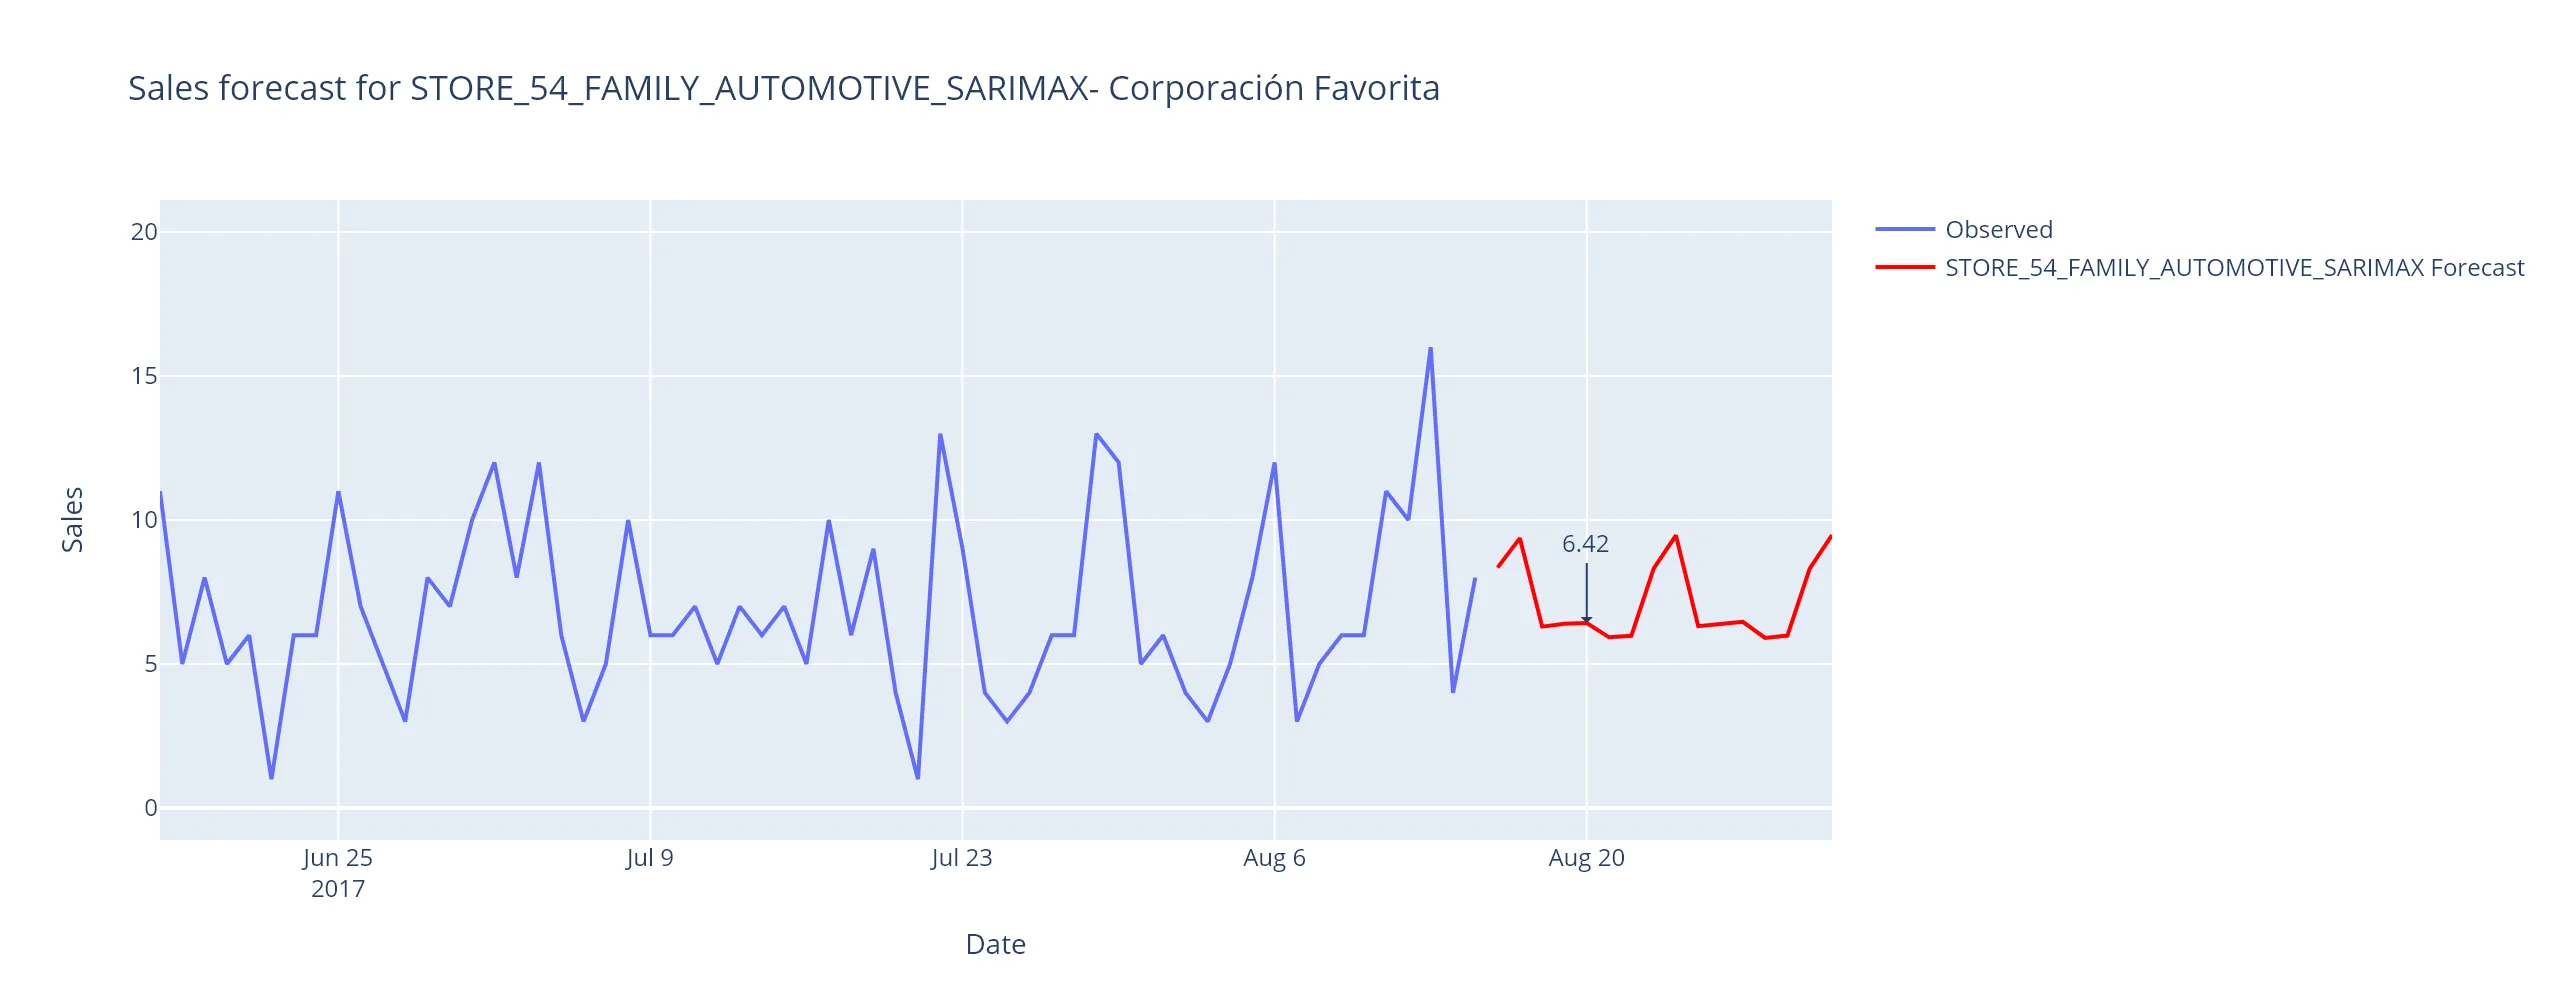 Sales forecast for STORE_54_FAMILY_AUTOMOTIVE_SARIMAX- Corporación Favorita
Observed
STORE_54_FAMILY_AUTOMOTIVE_SARIMAX Forecast
20
15
10
5
0
Sales
6.42
Jun 25
2017
Jul 9
Jul 23
Aug 6
Aug 20
Date